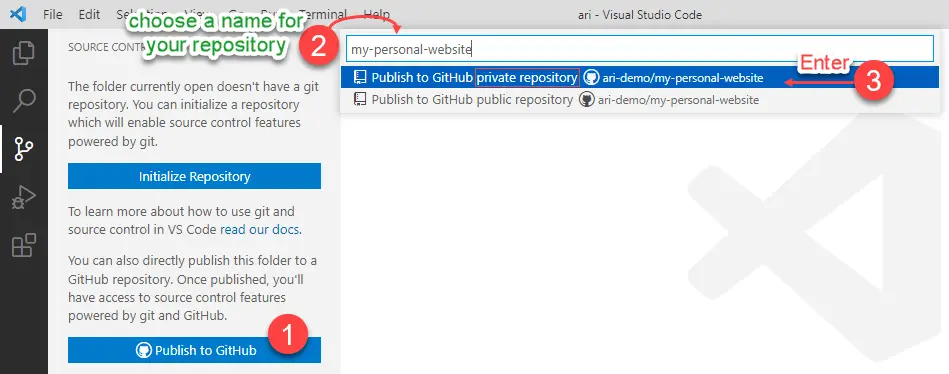 File Edit Selection View Go Run Terminal Help ari - Visual Studio Code
choose a name for
your repository
2
SOURCE CONTROL
my-personal-website
Publish to GitHub private repository ari-demo/my-personal-website
Enter
3
Publish to GitHub public repository ari-demo/my-personal-website
The folder currently open doesn't have a git
repository. You can initialize a repository
which will enable source control features
powered by git.
Initialize Repository
To learn more about how to use git and
source control in VS Code read our docs.
You can also directly publish this folder to a
GitHub repository. Once published, you'll
have access to source control features
powered by git and GitHub.
1
Publish to GitHub